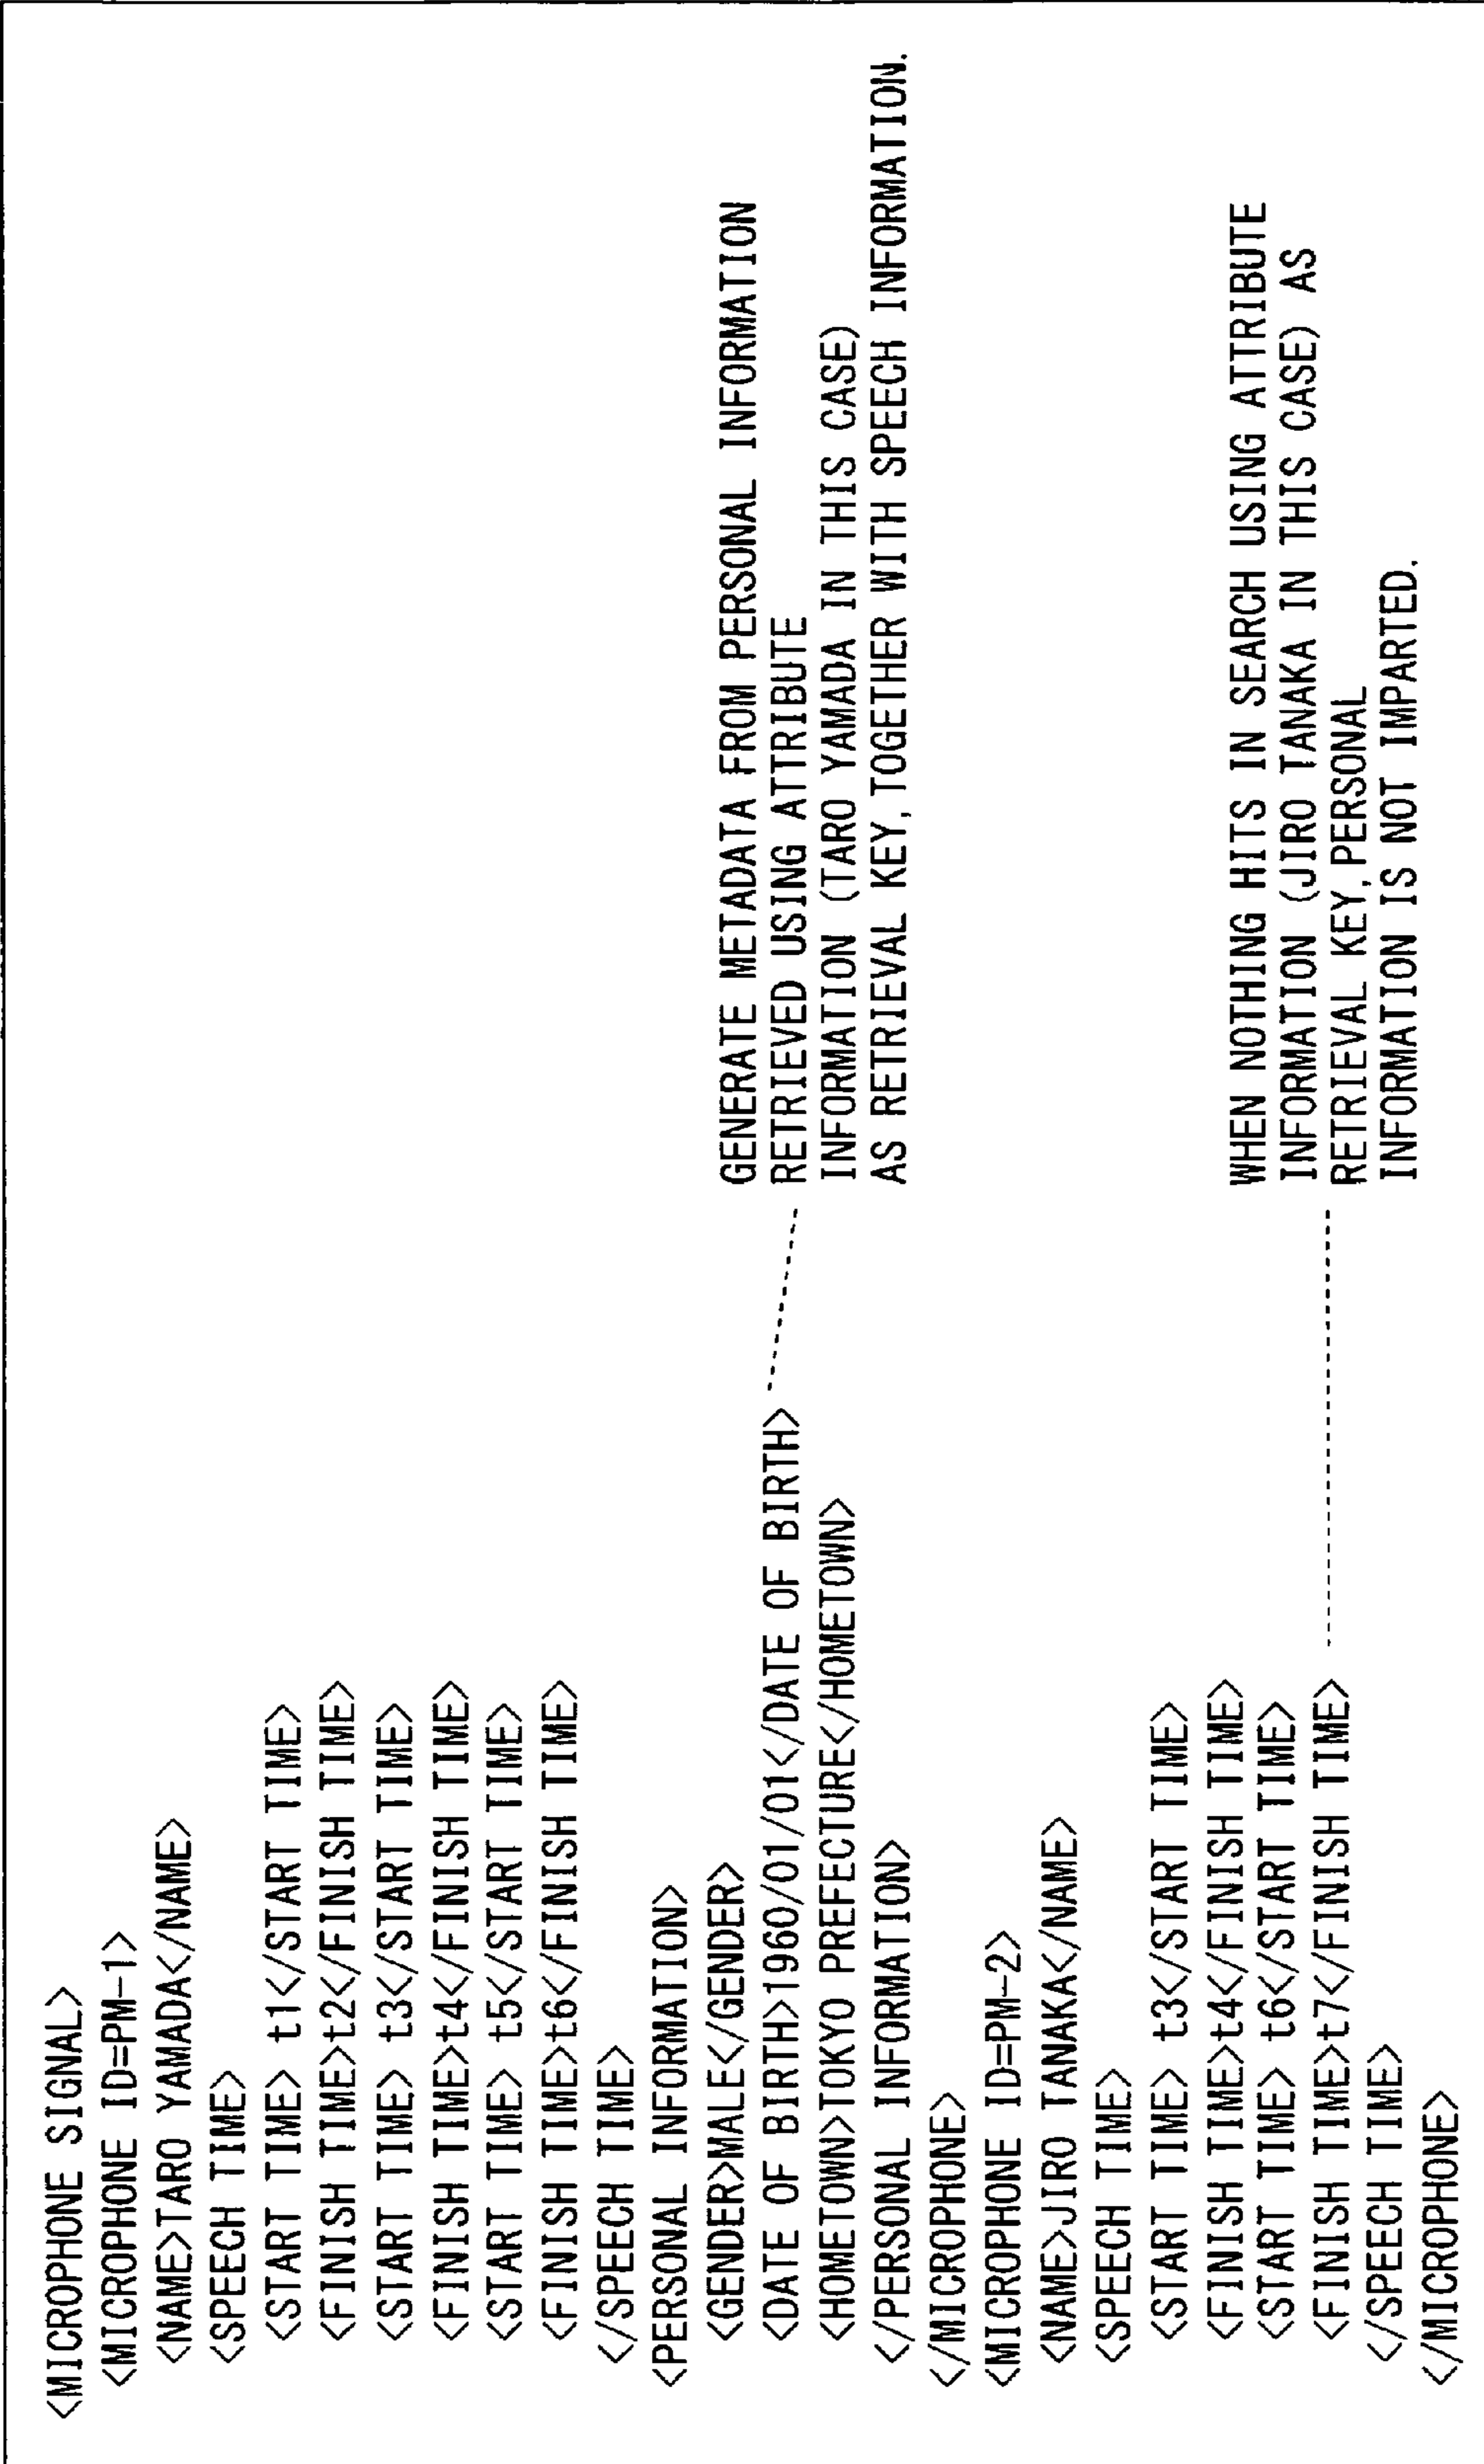 <MICROPHONE SIGNAL>
<MICROPHONE ID=PM-1>
<NAME>TARO YAMADA</NAME>
<SPEECH TIME>
<START TIME> t1</START TIME>
<FINISH TIME>t2</FINISH TIME>
<START TIME> t3</START TIME>
<FINISH TIME>t4</FINISH TIME>
<START TIME> t5</START TIME>
<FINISH TIME>t6</FINISH TIME>
</SPEECH TIME>
<PERSONAL INFORMATION>
<GENDER>MALE</GENDER>
<DATE OF BIRTH>1960/01/01</DATE OF BIRTH>
<HOMETOWN>TOKYO PREFECTURE</HOMETOWN>
</PERSONAL INFORMATION>
</MICROPHONE>
<MICROPHONE ID=PM-2>
<NAME>JIRO TANAKA</NAME>
<SPEECH TIME>
<START TIME> t3</START TIME>
<FINISH TIME>t4</FINISH TIME>
<START TIME> t6</START TIME>
<FINISH TIME>t7</FINISH TIME>
</SPEECH TIME>
</MICROPHONE>
GENERATE METADATA FROM PERSONAL INFORMATION
RETRIEVED USING ATTRIBUTE
INFORMATION (TARO YAMADA IN THIS CASE)
AS RETRIEVAL KEY, TOGETHER WITH SPEECH INFORMATION.
WHEN NOTHING HITS IN SEARCH USING ATTRIBUTE
INFORMATION (JIRO TANAKA IN THIS CASE) AS
RETRIEVAL KEY, PERSONAL
INFORMATION IS NOT IMPARTED.